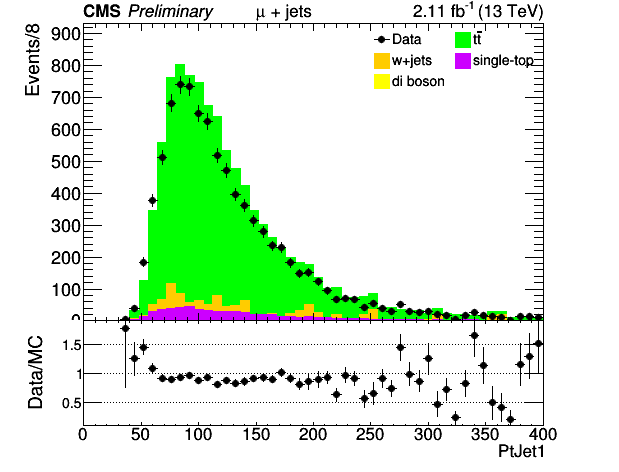 CMS Preliminary μ + jets 2.11 fb⁻¹ (13 TeV)
Events/8
900
800
700
600
500
400
300
200
100
0
Data
tt̄
w+jets
single-top
di boson
Data/MC
1.5
1
0.5
0 50 100 150 200 250 300 350 400
PtJet1